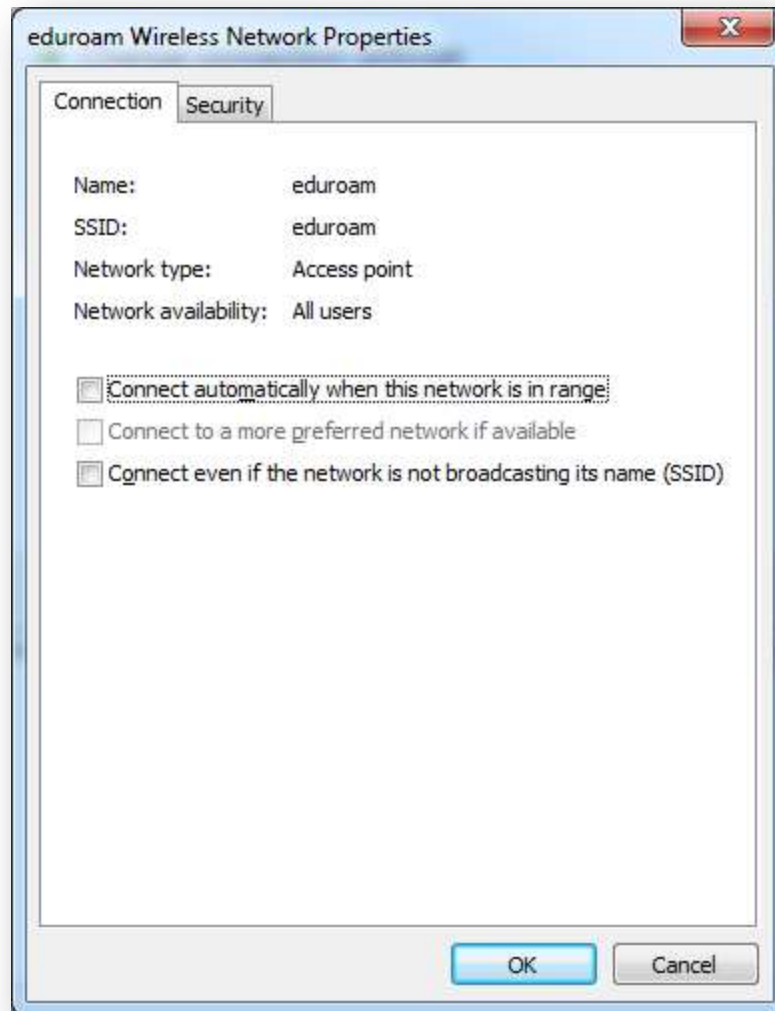 eduroam Wireless Network Properties
Connection Security
Name: eduroam
SSID: eduroam
Network type: Access point
Network availability: All users
Connect automatically when this network is in range
Connect to a more preferred network if available
Connect even if the network is not broadcasting its name (SSID)
OK Cancel